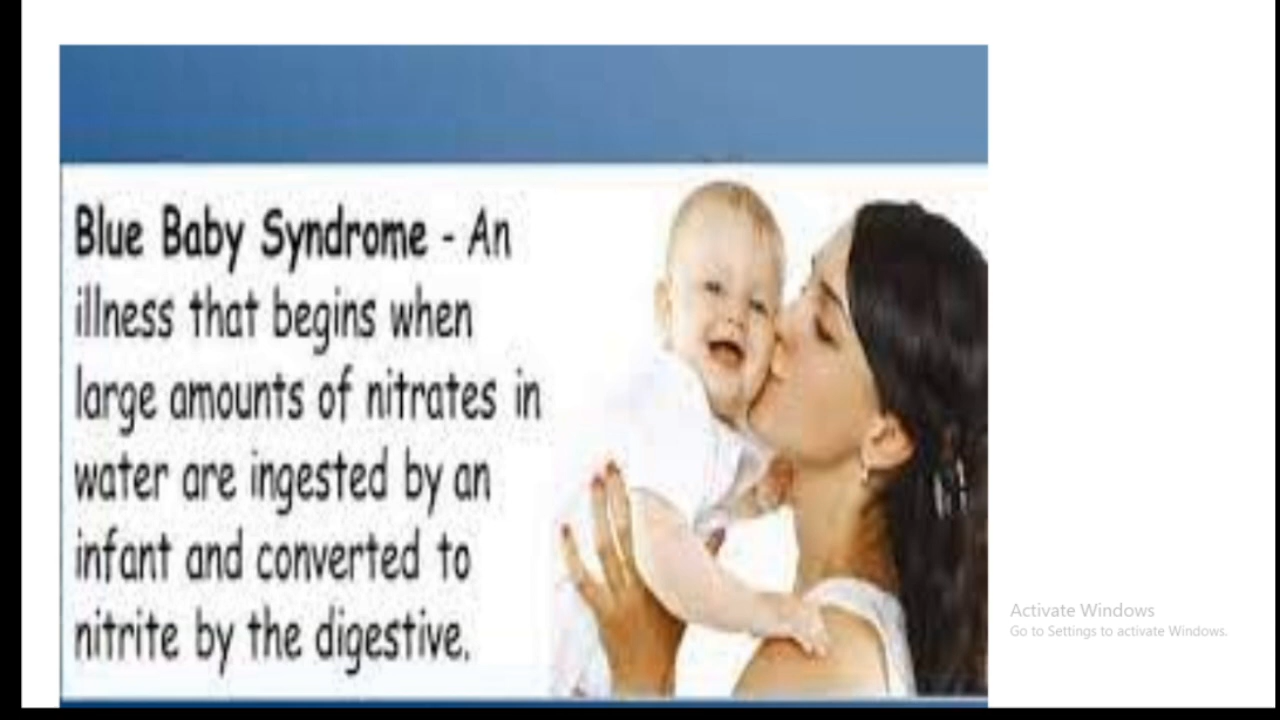 Blue Baby Syndrome - An
illness that begins when
large amounts of nitrates in
water are ingested by an
infant and converted to
nitrite by the digestive.
Activate Windows
Go to Settings to activate Windows.